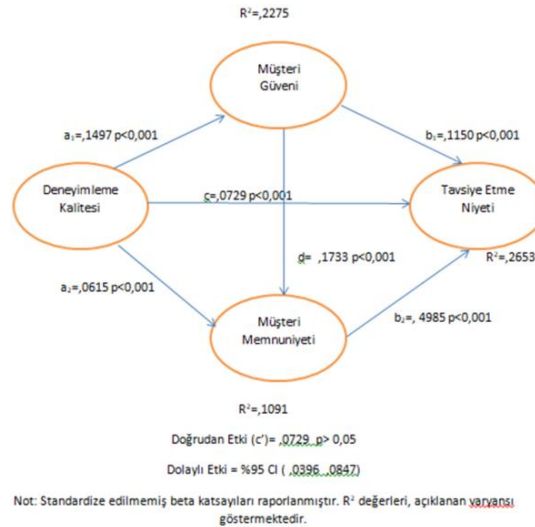 R²=,2275
Müşteri
Güveni
a₁=,1497 p<0,001
b₁=,1150 p<0,001
Deneyimleme
Kalitesi
c=,0729 p<0,001
Tavsiye Etme
Niyeti
R²=,2653
d= ,1733 p<0,001
a₂=,0615 p<0,001
Müşteri
Memnuniyeti
b₂=, 4985 p<0,001
R²=,1091
Doğrudan Etki (c')= ,0729 p> 0,05
Dolaylı Etki = %95 CI ( ,0396 ,0847)
Not: Standardize edilmemiş beta katsayıları raporlanmıştır. R² değerleri, açıklanan varyansı
göstermektedir.